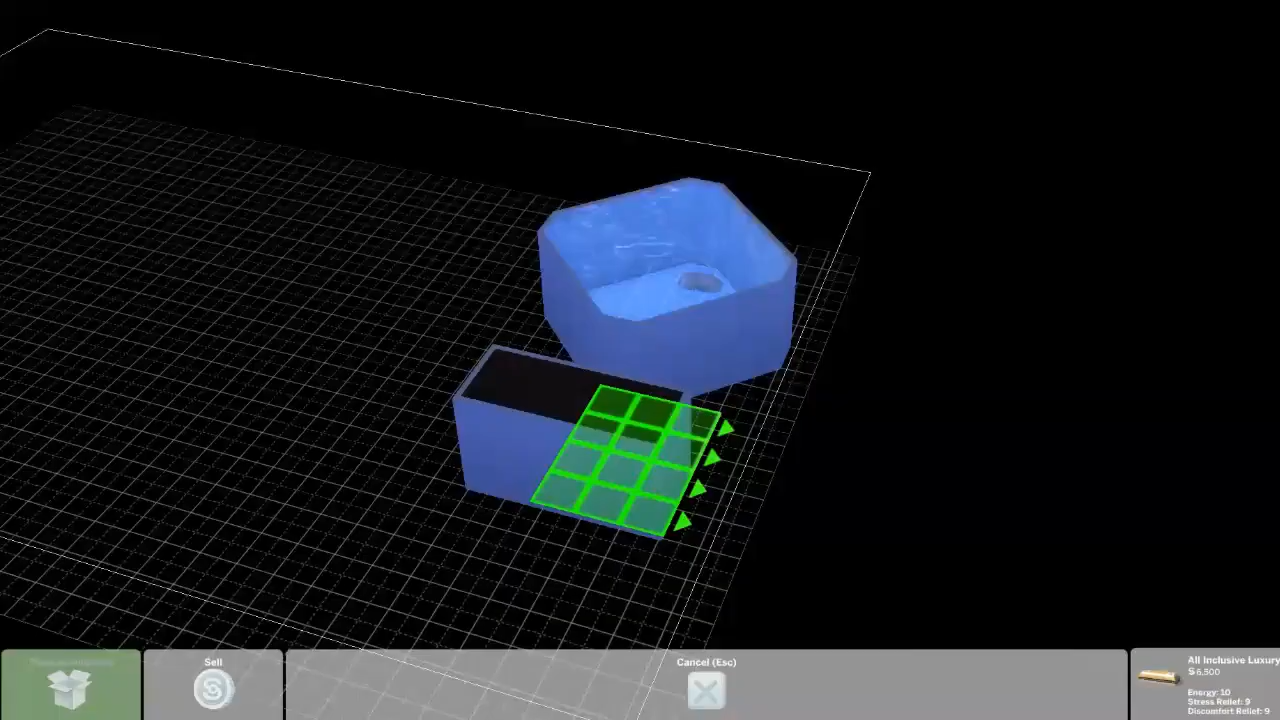 Sell
Cancel (Esc)
All Inclusive Luxury
$6,500
Energy: 10
Stress Relief: 9
Discomfort Relief: 9